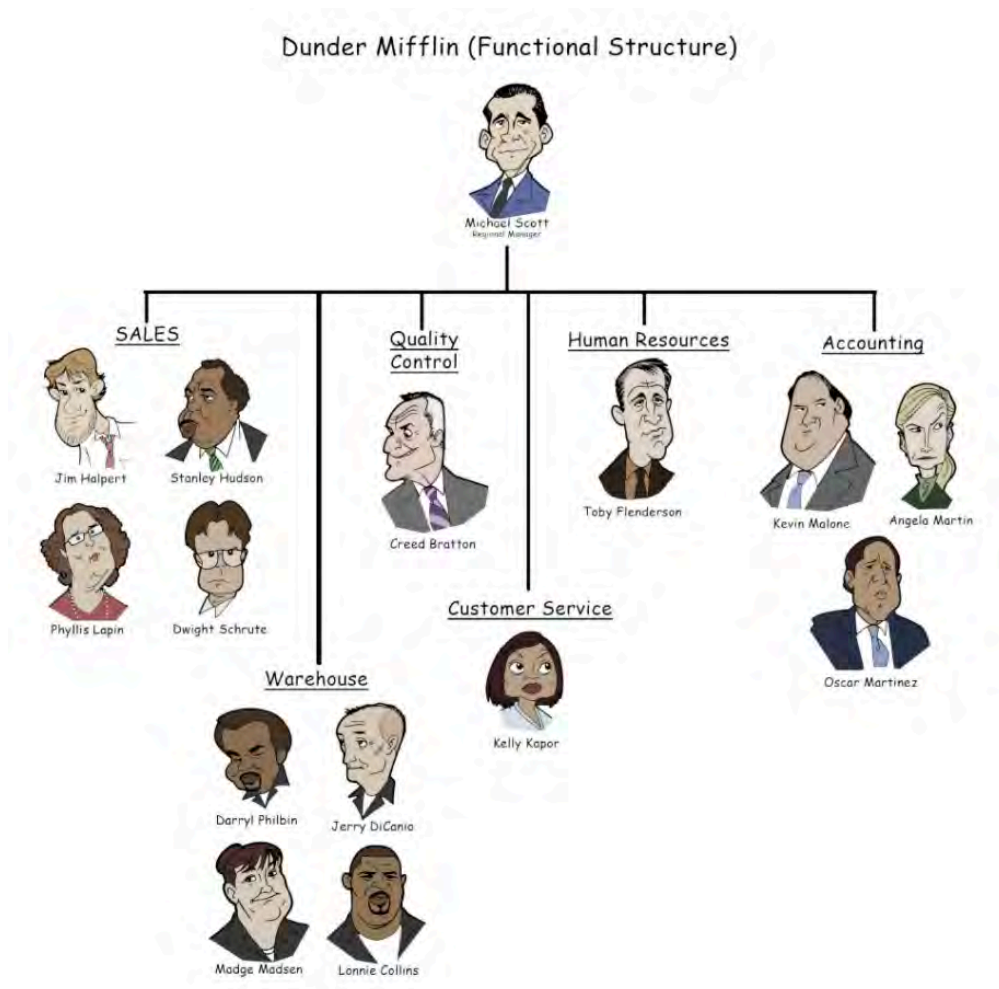 Dunder Mifflin (Functional Structure)
Michael Scott
Regional Manager
SALES
Jim Halpert
Stanley Hudson
Phyllis Lapin
Dwight Schrute
Warehouse
Darryl Philbin
Jerry DiCanio
Madge Madsen
Lonnie Collins
Quality
Control
Creed Bratton
Customer Service
Kelly Kapor
Human Resources
Toby Flenderson
Accounting
Kevin Malone
Angela Martin
Oscar Martinez